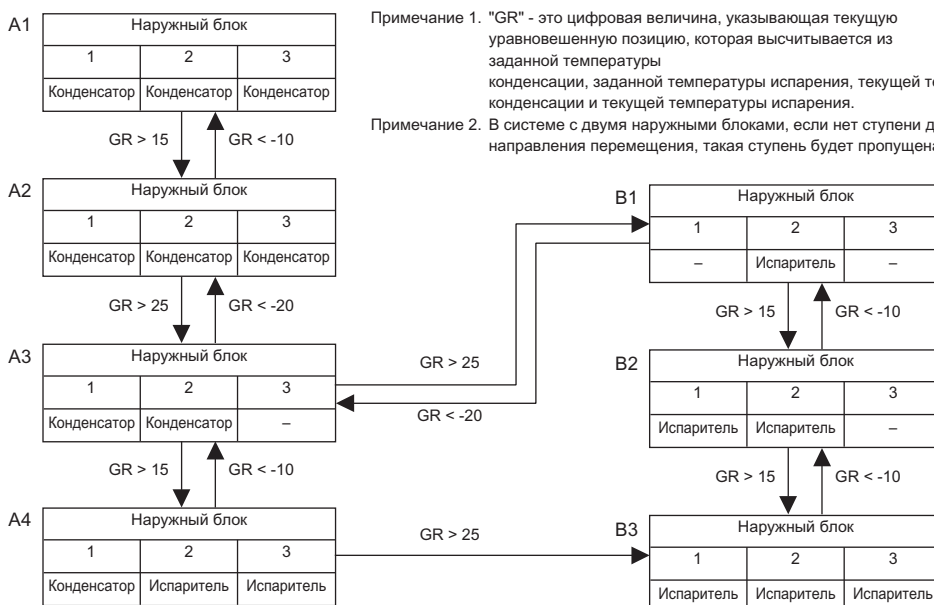 Примечание 1. "GR" - это цифровая величина, указывающая текущую
уравновешенную позицию, которая высчитывается из
заданной температуры
конденсации, заданной температуры испарения, текущей
конденсации и текущей температуры испарения.
Примечание 2. В системе с двумя наружными блоками, если нет ступени
направления перемещения, такая ступень будет пропущена
A1
Наружный блок
1 2 3
Конденсатор Конденсатор Конденсатор
GR > 15 GR < -10
A2
Наружный блок
1 2 3
Конденсатор Конденсатор Конденсатор
GR > 25 GR < -20
A3
Наружный блок
1 2 3
Конденсатор Конденсатор –
GR > 15 GR < -10
A4
Наружный блок
1 2 3
Конденсатор Испаритель Испаритель
GR > 25
GR < -20
GR > 25
B1
Наружный блок
1 2 3
– Испаритель –
GR > 15 GR < -10
B2
Наружный блок
1 2 3
Испаритель Испаритель –
GR > 15 GR < -10
B3
Наружный блок
1 2 3
Испаритель Испаритель Испаритель